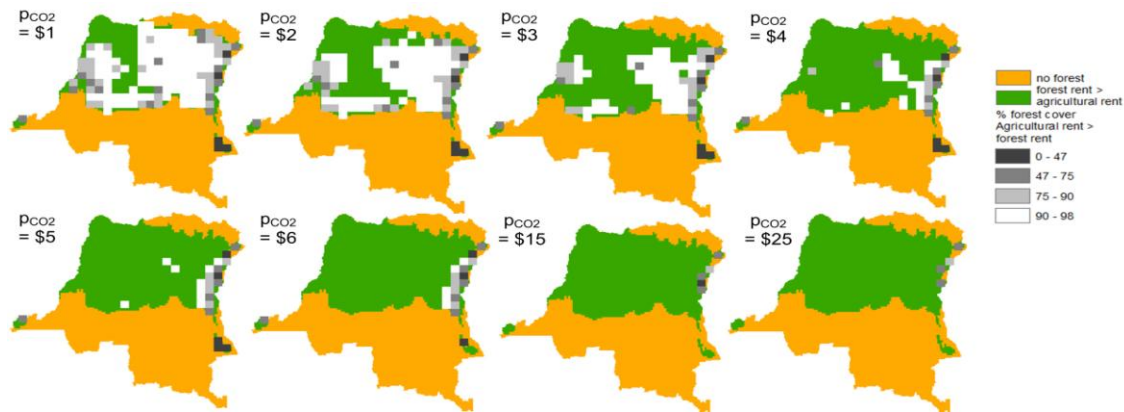 pCO2
= $1
pCO2
= $2
pCO2
= $3
pCO2
= $4
no forest
forest rent >
agricultural rent
% forest cover
Agricultural rent >
forest rent
0 - 47
47 - 75
75 - 90
90 - 98
pCO2
= $5
pCO2
= $6
pCO2
= $15
pCO2
= $25